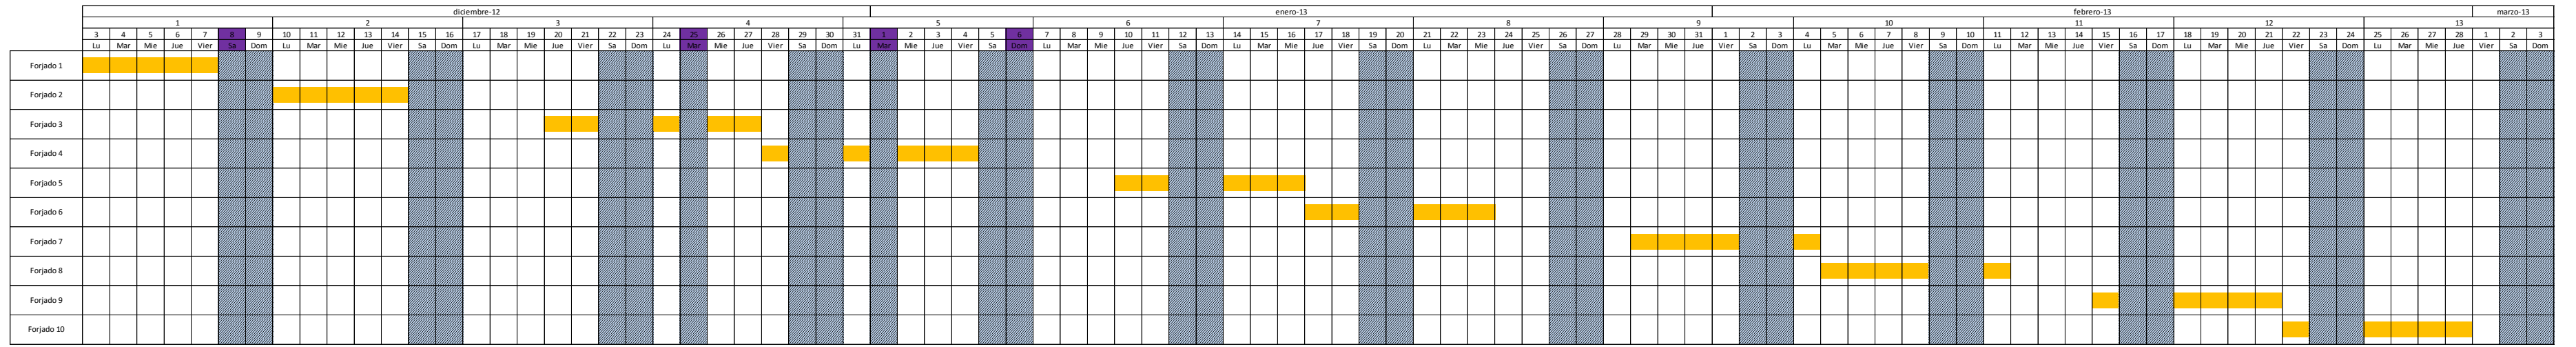 diciembre-12 enero-13 febrero-13 marzo-13
1 2 3 4 5 6 7 8 9 10 11 12 13
3 4 5 6 7 8 9 10 11 12 13 14 15 16 17 18 19 20 21 22 23 24 25 26 27 28 29 30 31 1 2 3 4 5 6 7 8 9 10 11 12 13 14 15 16 17 18 19 20 21 22 23 24 25 26 27 28 29 30 31 1 2 3 4 5 6 7 8 9 10 11 12 13 14 15 16 17 18 19 20 21 22 23 24 25 26 27 28 1 2 3
Lu Mar Mie Jue Vier Sa Dom Lu Mar Mie Jue Vier Sa Dom Lu Mar Mie Jue Vier Sa Dom Lu Mar Mie Jue Vier Sa Dom Lu Mar Mie Jue Vier Sa Dom Lu Mar Mie Jue Vier Sa Dom Lu Mar Mie Jue Vier Sa Dom Lu Mar Mie Jue Vier Sa Dom Lu Mar Mie Jue Vier Sa Dom Lu Mar Mie Jue Vier Sa Dom Lu Mar Mie Jue Vier Sa Dom Lu Mar Mie Jue Vier Sa Dom Lu Mar Mie Jue Vier Sa Dom
Forjado 1
Forjado 2
Forjado 3
Forjado 4
Forjado 5
Forjado 6
Forjado 7
Forjado 8
Forjado 9
Forjado 10